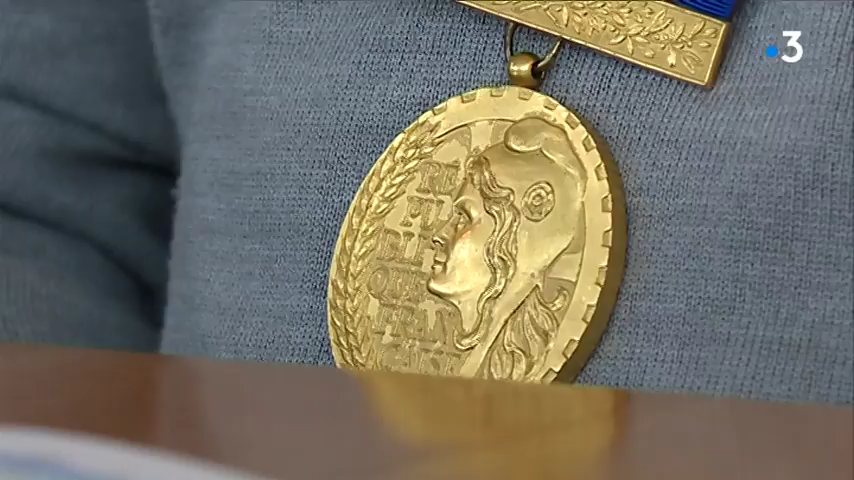 3
RE
PU
BLI
QUE
FRAN
ÇAISE